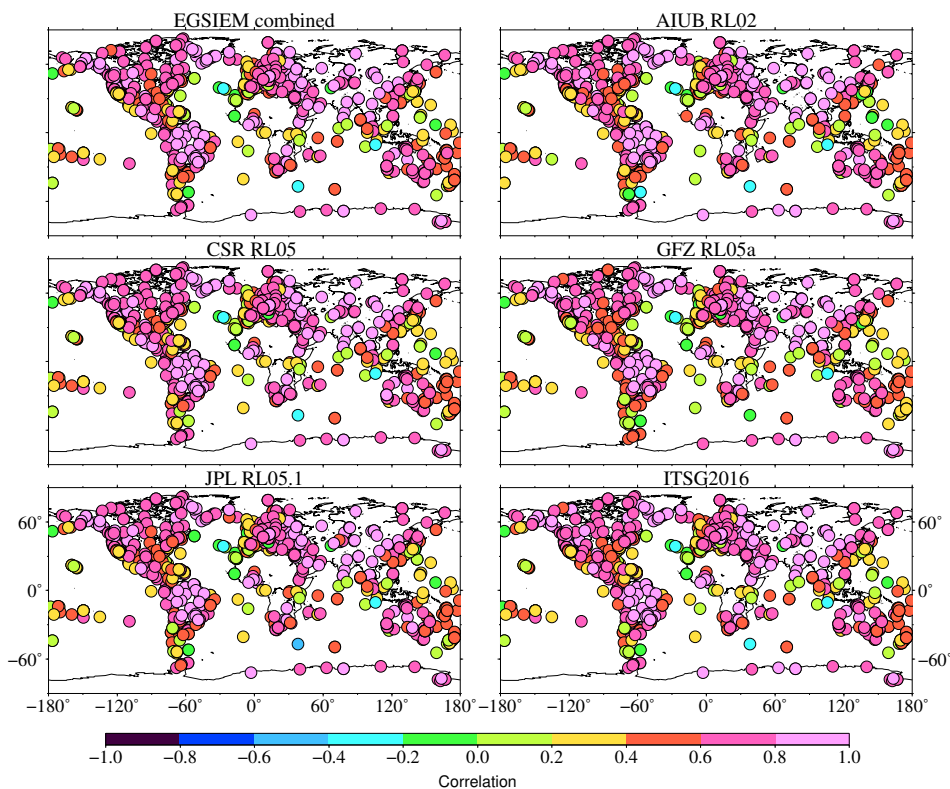 EGSIEM combined AIUB RL02
CSR RL05 GFZ RL05a
JPL RL05.1 ITSG2016
60° 60°
0° 0°
−60° −60°
−180° −120° −60° 0° 60° 120° 180° −180° −120° −60° 0° 60° 120° 180°
−1.0 −0.8 −0.6 −0.4 −0.2 0.0 0.2 0.4 0.6 0.8 1.0
Correlation